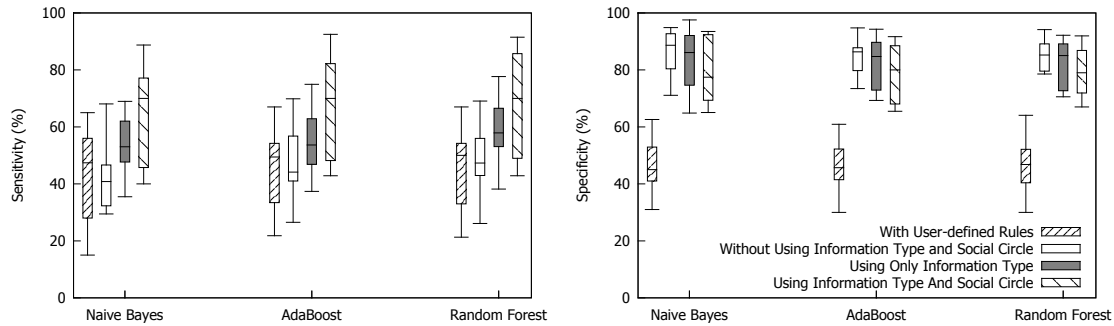 100
80
60
40
20
0
Sensitivity (%)
Naive Bayes
AdaBoost
Random Forest
100
80
60
40
20
0
Specificity (%)
With User-defined Rules
Without Using Information Type and Social Circle
Using Only Information Type
Using Information Type And Social Circle
Naive Bayes
AdaBoost
Random Forest